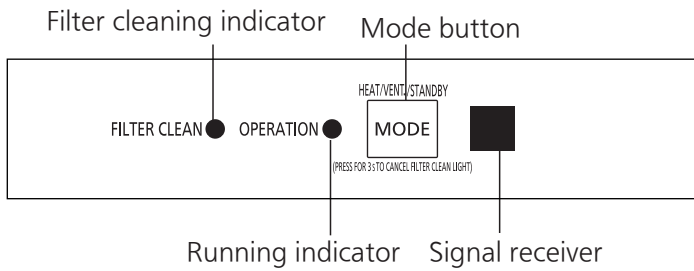 Filter cleaning indicator Mode button
HEAT/VENT./STANDBY
FILTER CLEAN OPERATION MODE
(PRESS FOR 3s TO CANCEL FILTER CLEAN LIGHT)
Running indicator Signal receiver